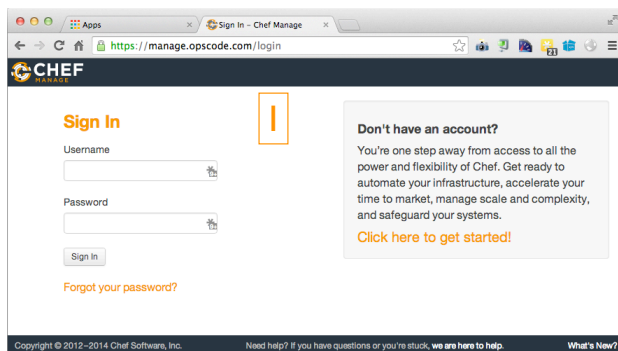 Apps
Sign In - Chef Manage
https://manage.opscode.com/login
21
CHEF
MANAGE
Sign In
I
Username
Password
Sign In
Forgot your password?
Don't have an account?
You're one step away from access to all the
power and flexibility of Chef. Get ready to
automate your infrastructure, accelerate your
time to market, manage scale and complexity,
and safeguard your systems.
Click here to get started!
Copyright © 2012–2014 Chef Software, Inc.
Need help? If you have questions or you're stuck, we are here to help.
What's New?